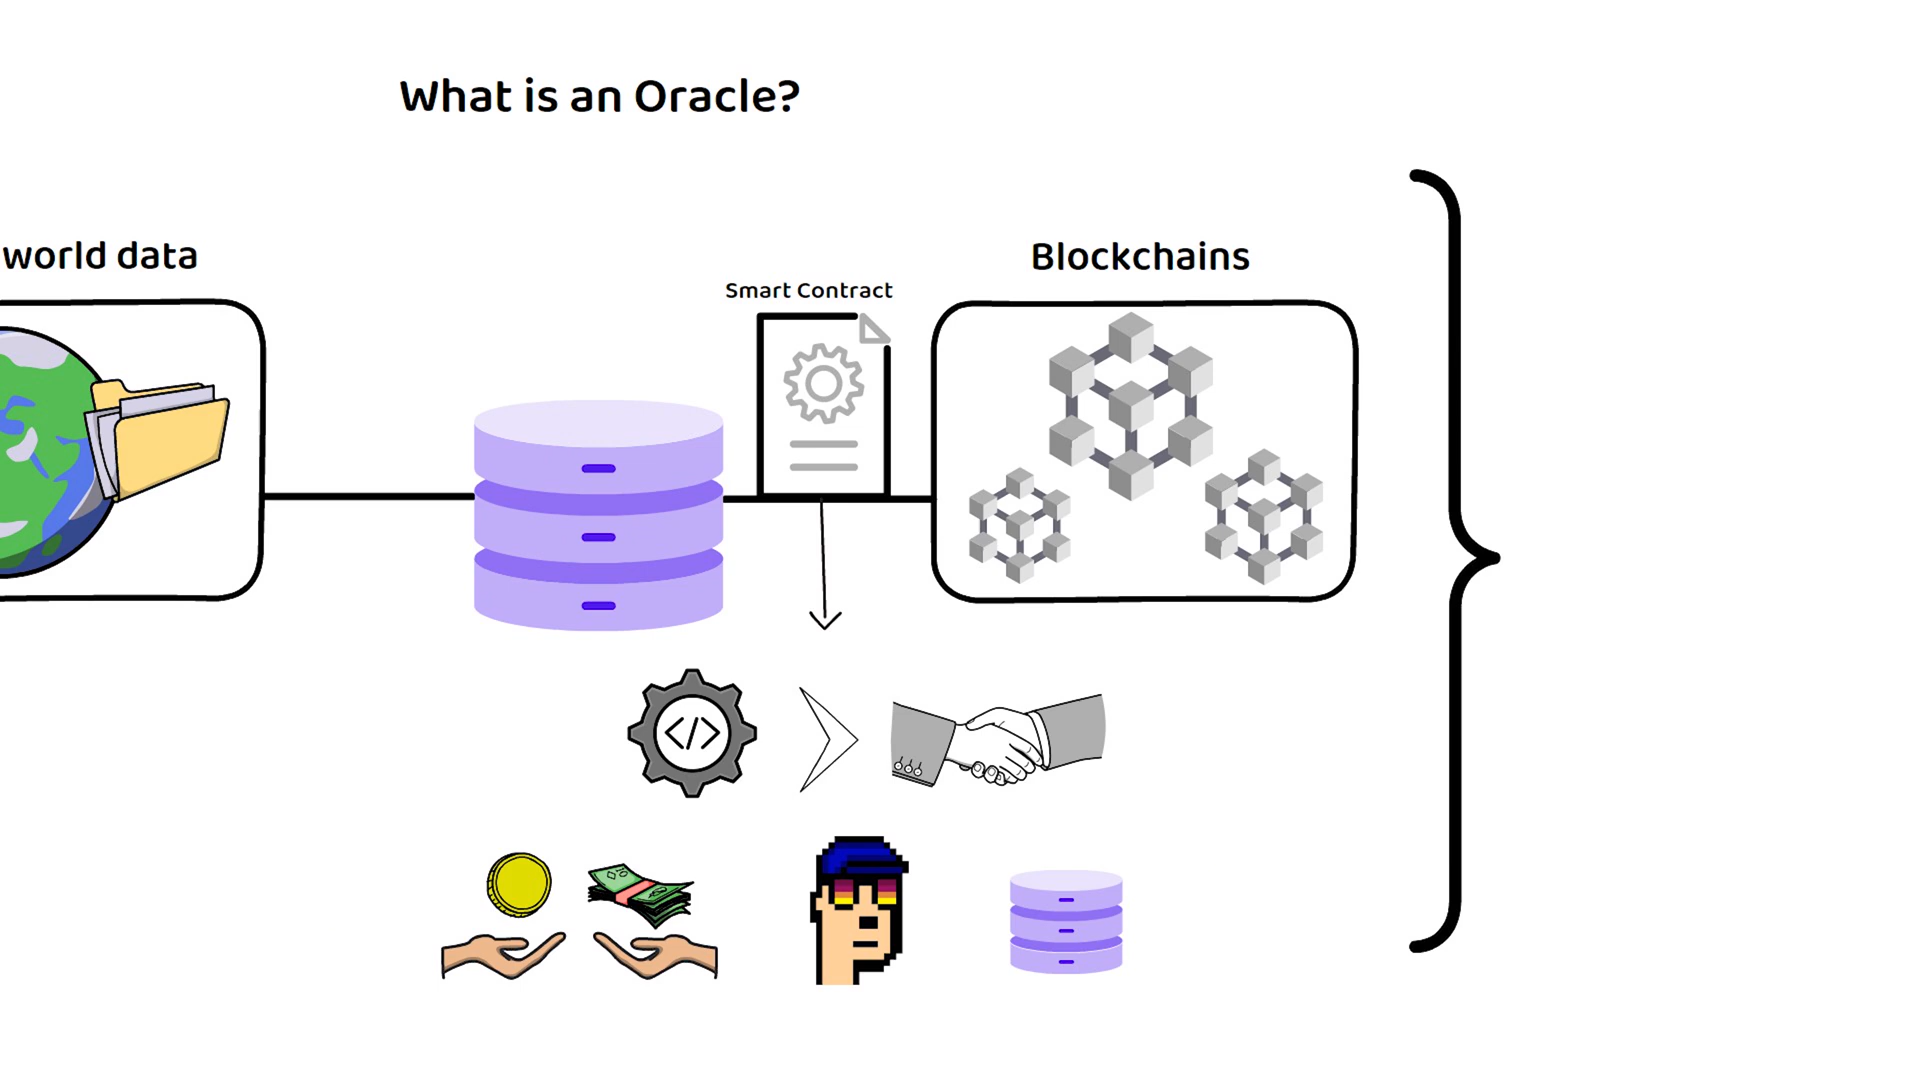 What is an Oracle?
world data
Blockchains
Smart Contract
</>